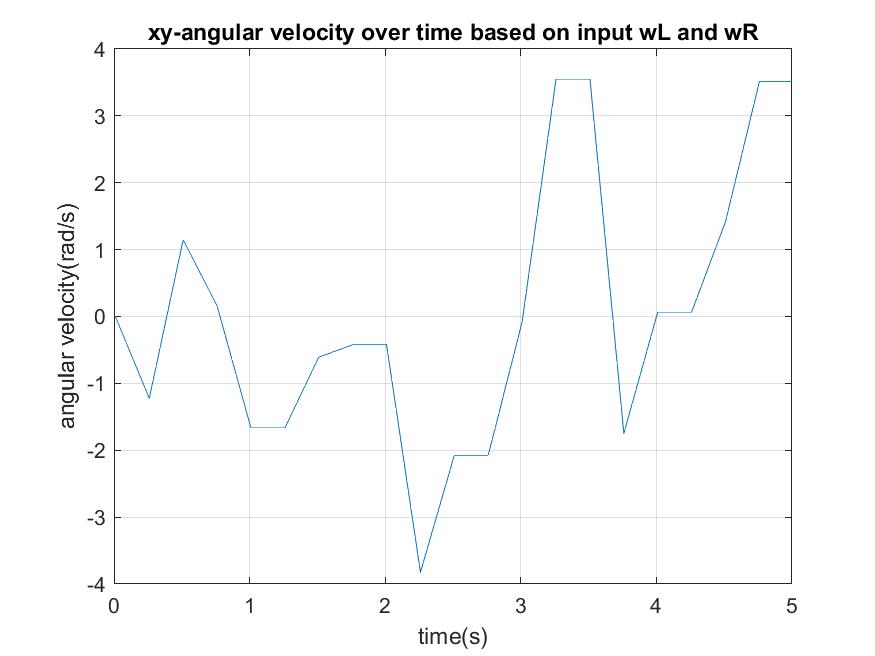 xy-angular velocity over time based on input wL and wR
4
3
2
1
0
-1
-2
-3
-4
angular velocity(rad/s)
0 1 2 3 4 5
time(s)